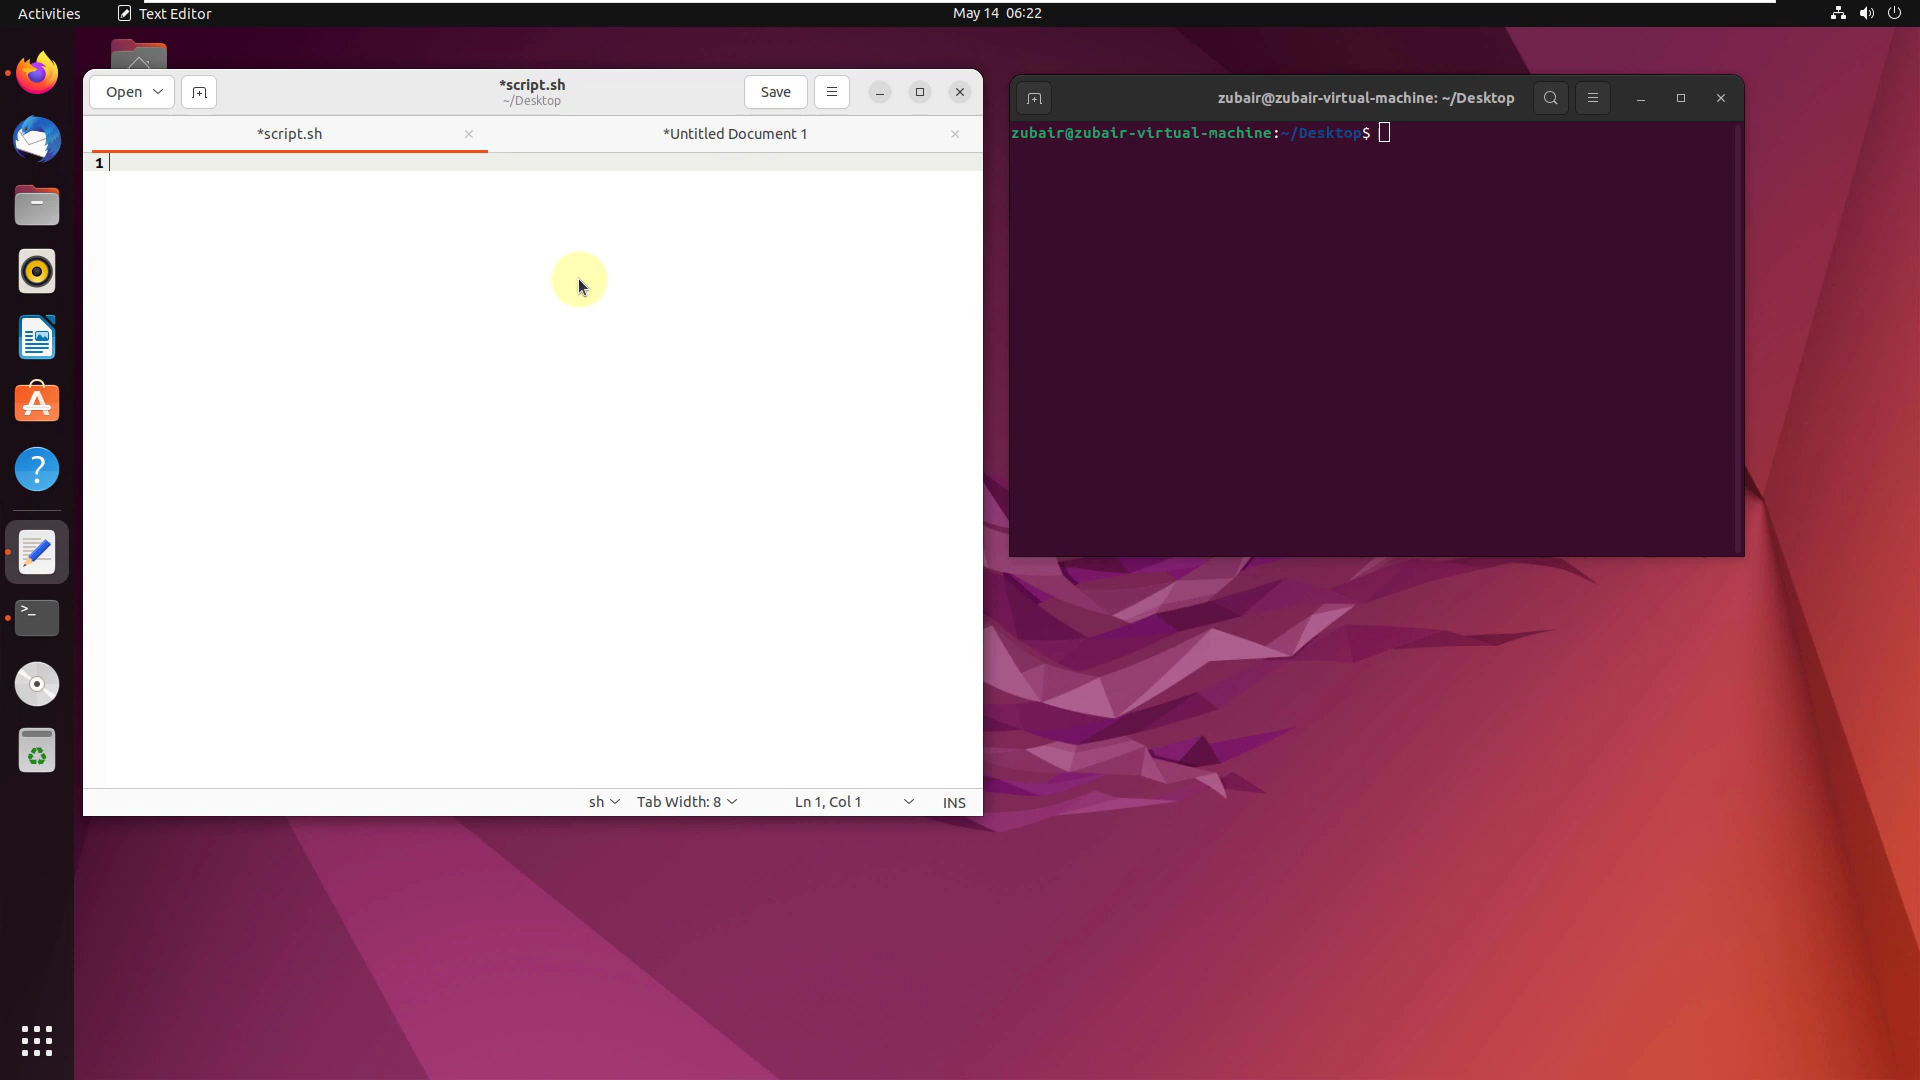 Activities
Text Editor
May 14 06:22
Open
*script.sh
~/Desktop
Save
*script.sh
*Untitled Document 1
1
sh
Tab Width: 8
Ln 1, Col 1
INS
zubair@zubair-virtual-machine: ~/Desktop
zubair@zubair-virtual-machine:~/Desktop$